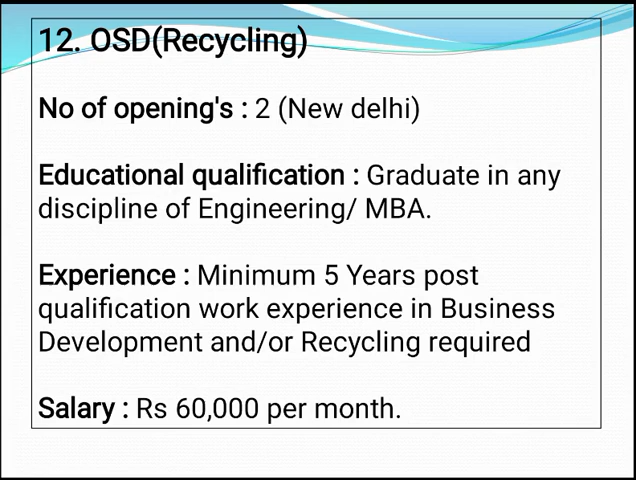 12. OSD(Recycling)
No of opening's : 2 (New delhi)
Educational qualification : Graduate in any
discipline of Engineering/ MBA.
Experience : Minimum 5 Years post
qualification work experience in Business
Development and/or Recycling required
Salary : Rs 60,000 per month.